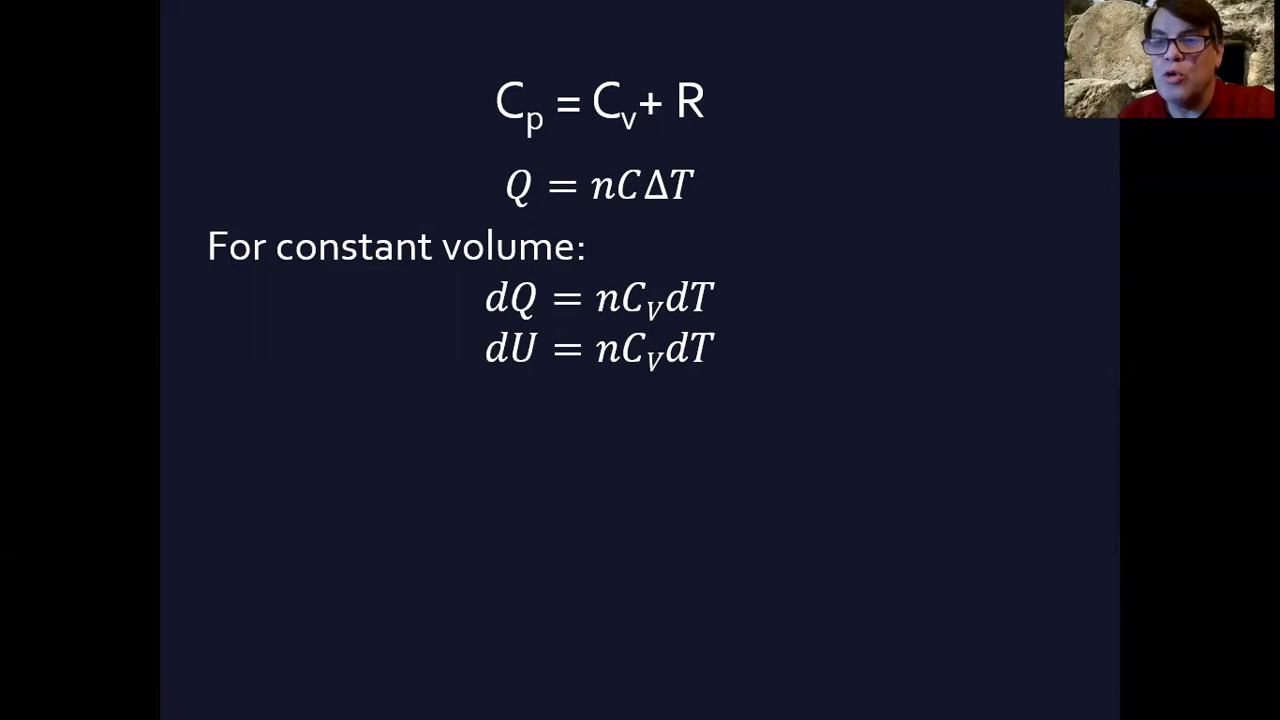 Cp = Cv+ R
Q = nCΔT
For constant volume:
dQ = nCVdT
dU = nCVdT